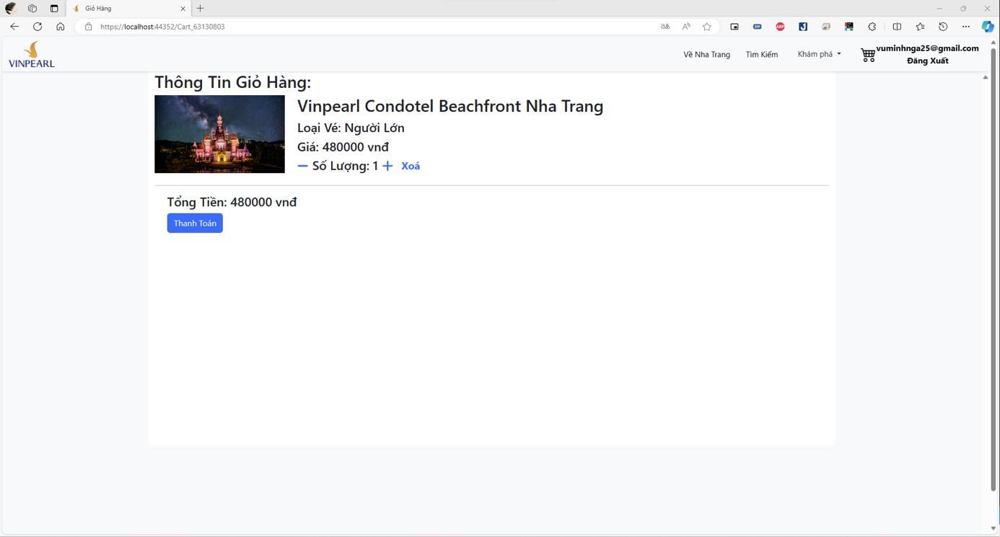 Giỏ Hàng
https://localhost:44352/Cart_63130803
VINPEARL
Về Nha Trang
Tìm Kiếm
Khám phá
vuminhnga25@gmail.com
Đăng Xuất
Thông Tin Giỏ Hàng:
Vinpearl Condotel Beachfront Nha Trang
Loại Vé: Người Lớn
Giá: 480000 vnđ
Số Lượng: 1 Xoá
Tổng Tiền: 480000 vnđ
Thanh Toán